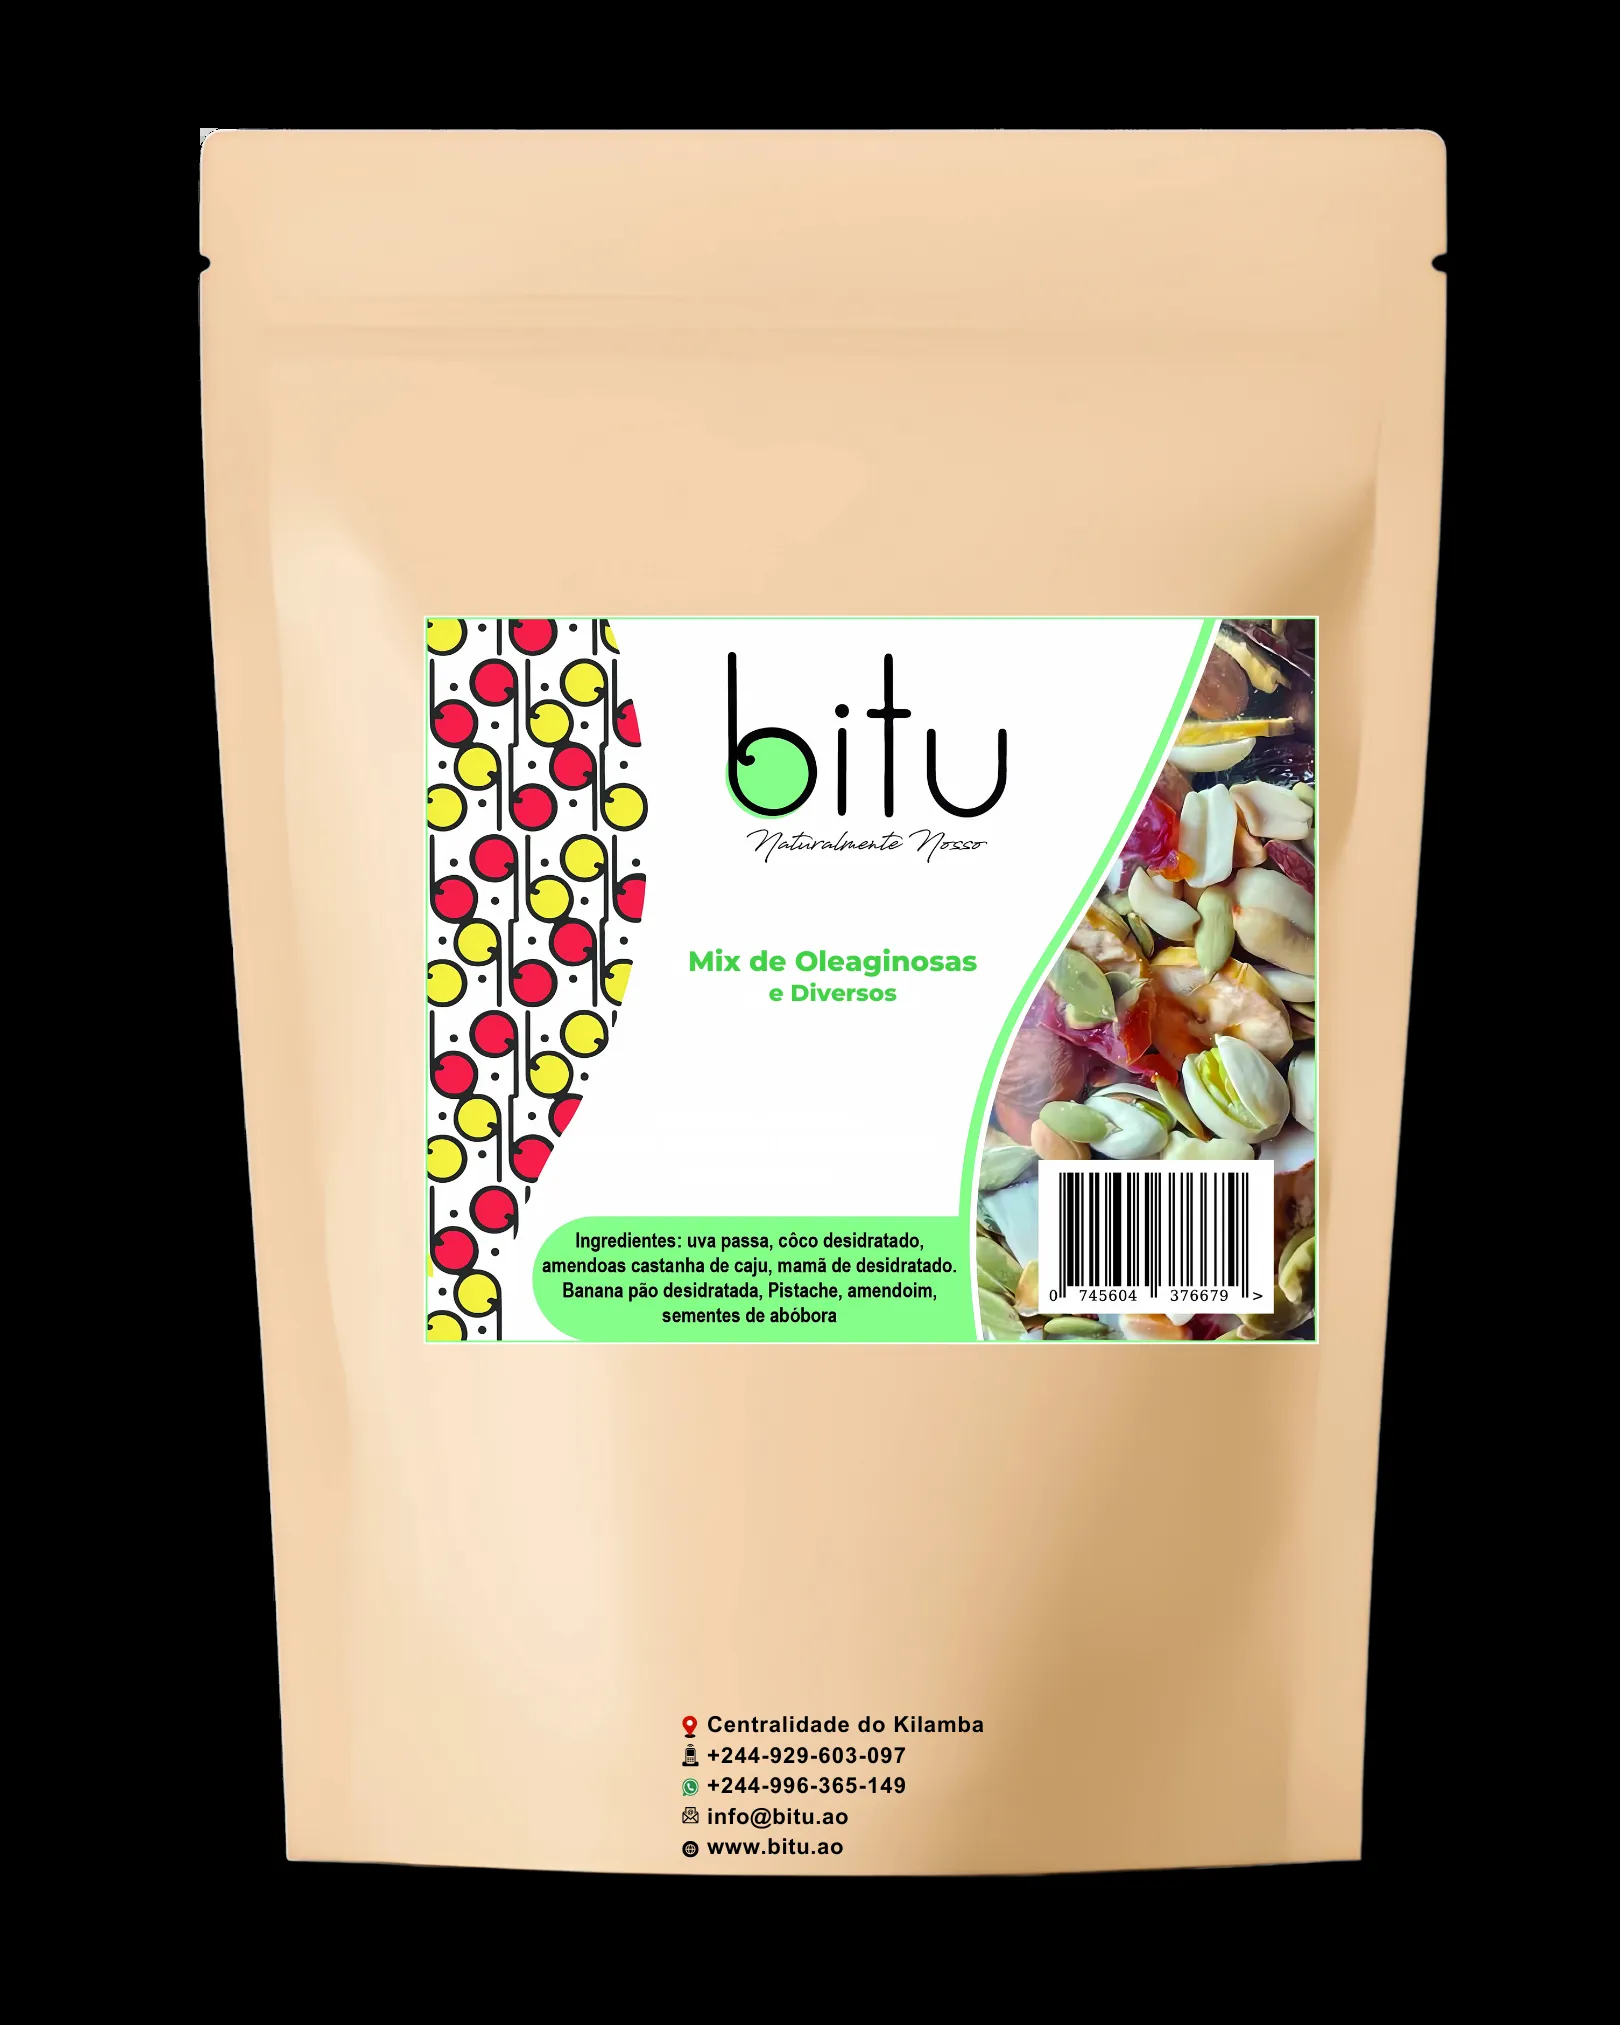 bitu
Naturalmente Nosso
Mix de Oleaginosas
e Diversos
Ingredientes: uva passa, côco desidratado,
amendoas castanha de caju, mamã de desidratado.
Banana pão desidratada, Pistache, amendoim,
sementes de abóbora
0 745604 376679 >
Centralidade do Kilamba
+244-929-603-097
+244-996-365-149
info@bitu.ao
www.bitu.ao